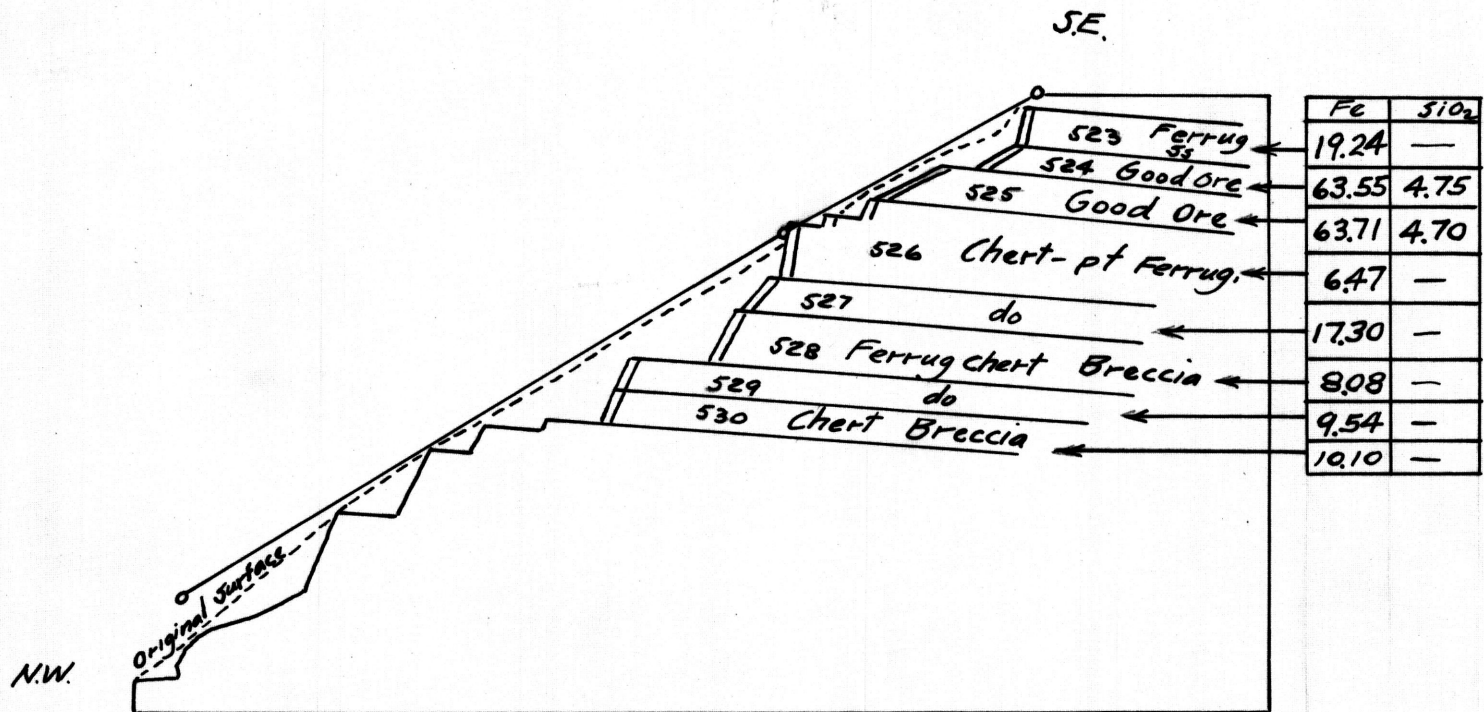 S.E.
Fe SiO2
523 Ferrug
Ss
19.24 —
524 Good Ore
63.55 4.75
525 Good Ore
63.71 4.70
526 Chert-pt Ferrug.
6.47 —
527 do
17.30 —
528 Ferrug chert Breccia
8.08 —
529 do
9.54 —
530 Chert Breccia
10.10 —
Original Surface
N.W.